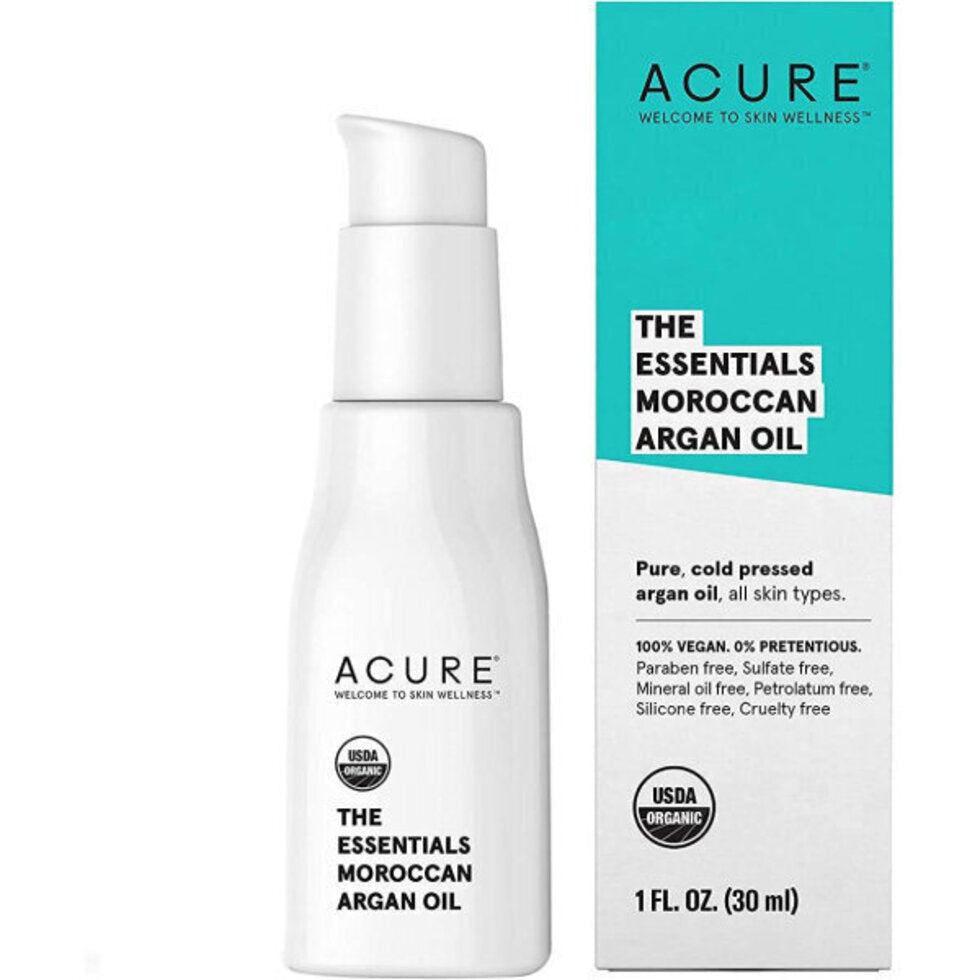 ACURE®
WELCOME TO SKIN WELLNESS™
USDA
ORGANIC
THE
ESSENTIALS
MOROCCAN
ARGAN OIL
ACURE®
WELCOME TO SKIN WELLNESS™
THE
ESSENTIALS
MOROCCAN
ARGAN OIL
Pure, cold pressed
argan oil, all skin types.
100% VEGAN. 0% PRETENTIOUS.
Paraben free, Sulfate free,
Mineral oil free, Petrolatum free,
Silicone free, Cruelty free
USDA
ORGANIC
1 FL. OZ. (30 ml)